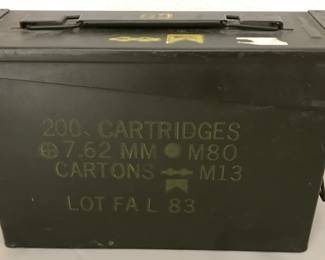 200 CARTRIDGES
7.62 MM M80
CARTONS M13
LOT FA L 83